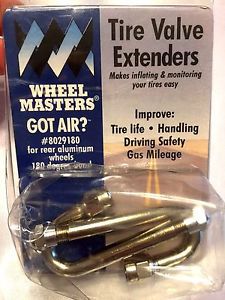 WHEEL
MASTERS®
GOT AIR?™
#8029180
for rear aluminum
wheels
180 degree bend
Tire Valve
Extenders
Makes inflating & monitoring
your tires easy
Improve:
Tire life • Handling
Driving Safety
Gas Mileage